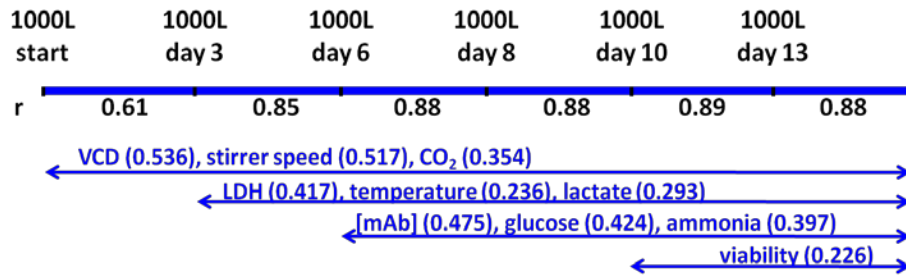 1000L 1000L 1000L 1000L 1000L 1000L
start day 3 day 6 day 8 day 10 day 13
r 0.61 0.85 0.88 0.88 0.89 0.88
VCD (0.536), stirrer speed (0.517), CO₂ (0.354)
LDH (0.417), temperature (0.236), lactate (0.293)
[mAb] (0.475), glucose (0.424), ammonia (0.397)
viability (0.226)